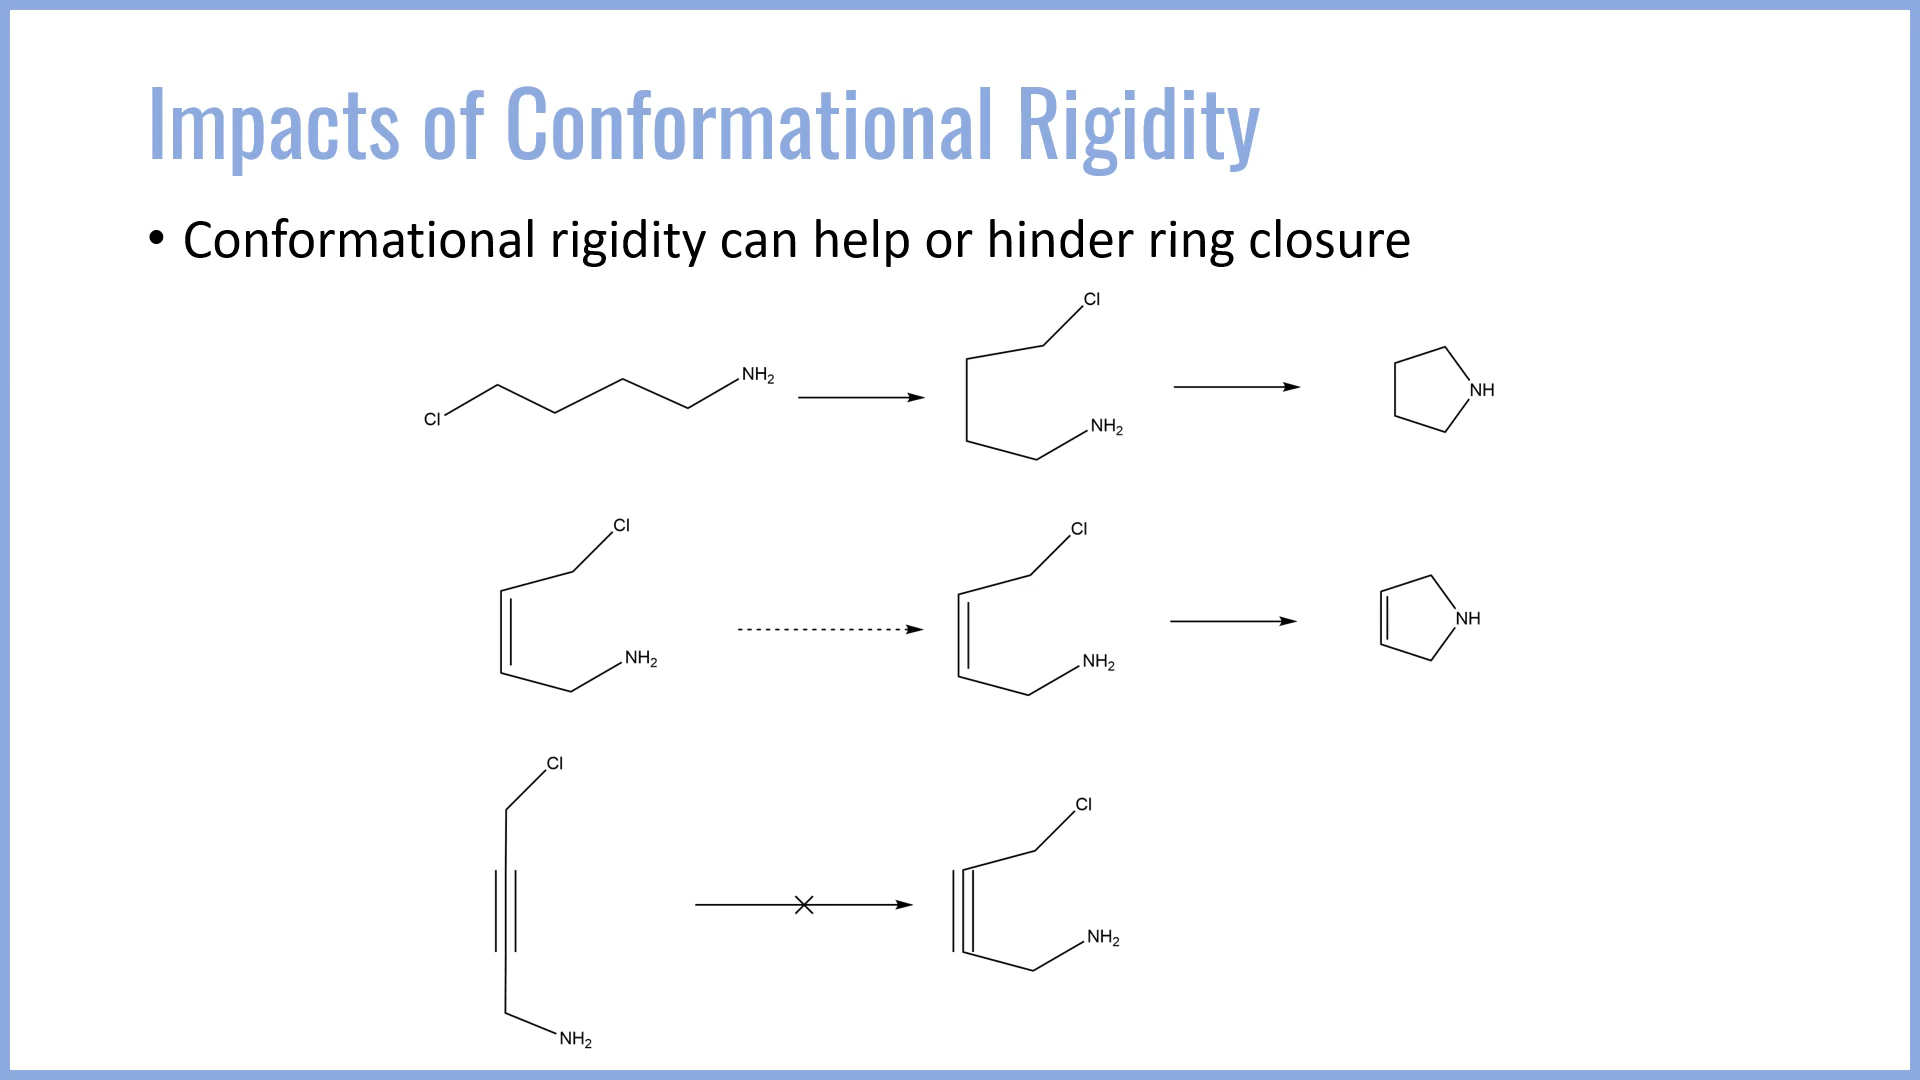 Impacts of Conformational Rigidity
• Conformational rigidity can help or hinder ring closure
Cl
NH₂
Cl
NH₂
NH
Cl
NH₂
Cl
NH₂
NH
Cl
NH₂
Cl
NH₂